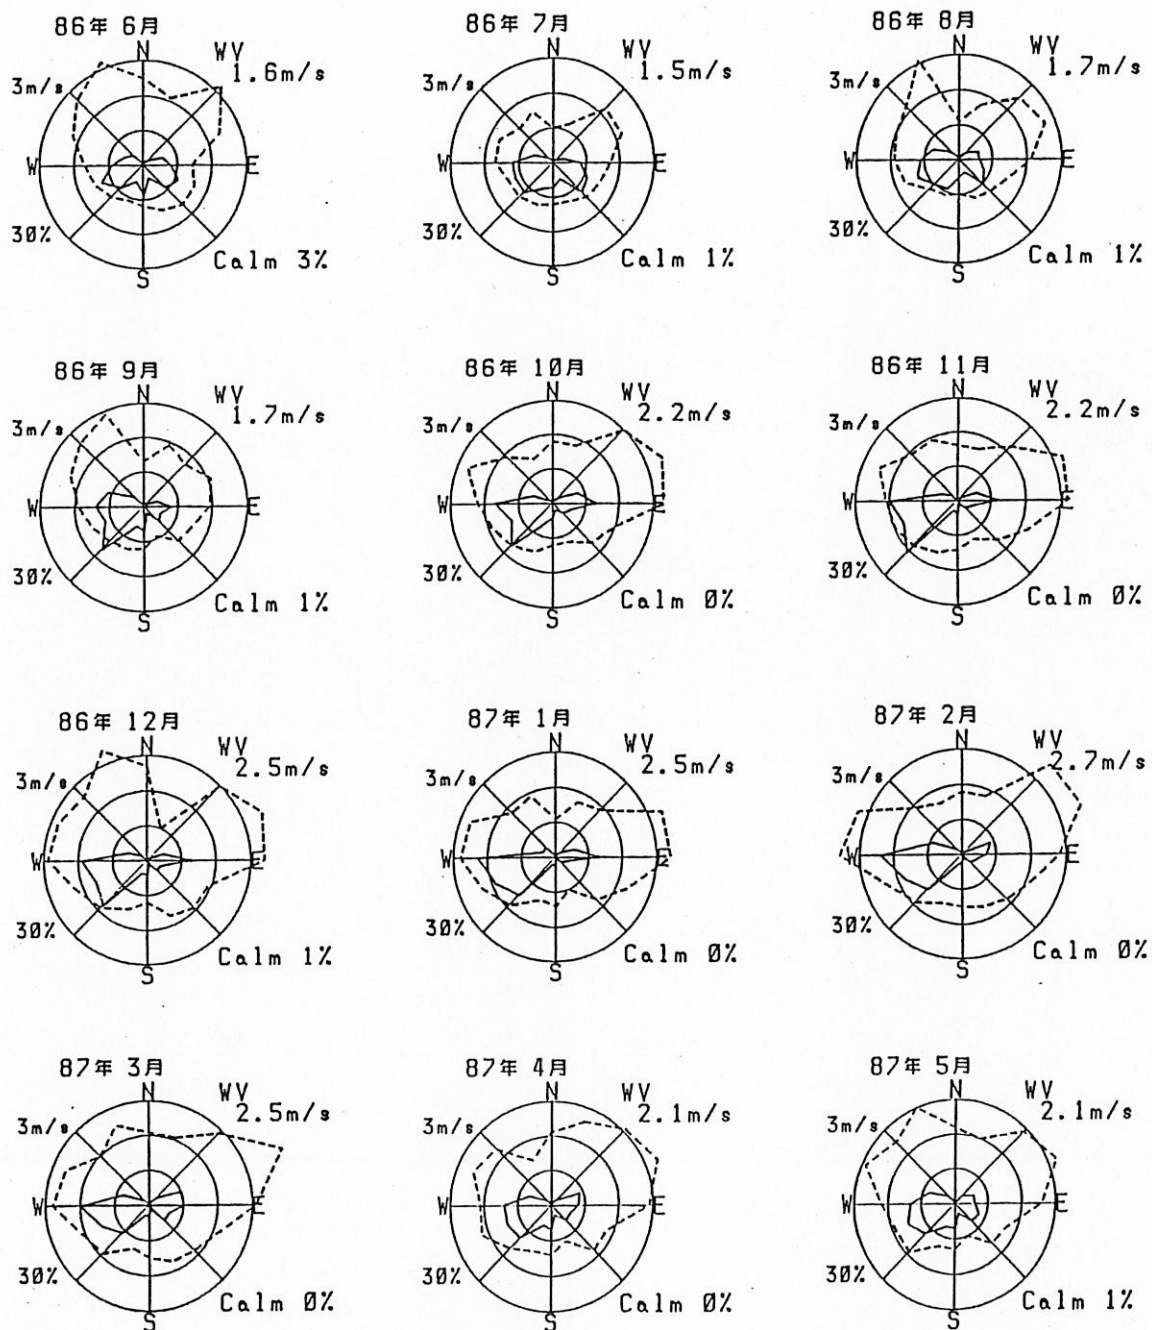 86年 6月
N
WV
1.6m/s
3m/s
W
E
30%
S
Calm 3%
86年 7月
N
WV
1.5m/s
3m/s
W
E
30%
S
Calm 1%
86年 8月
N
WV
1.7m/s
3m/s
W
E
30%
S
Calm 1%
86年 9月
N
WV
1.7m/s
3m/s
W
E
30%
S
Calm 1%
86年 10月
N
WV
2.2m/s
3m/s
W
E
30%
S
Calm 0%
86年 11月
N
WV
2.2m/s
3m/s
W
E
30%
S
Calm 0%
86年 12月
N
WV
2.5m/s
3m/s
W
E
30%
S
Calm 1%
87年 1月
N
WV
2.5m/s
3m/s
W
E
30%
S
Calm 0%
87年 2月
N
WV
2.7m/s
3m/s
W
E
30%
S
Calm 0%
87年 3月
N
WV
2.5m/s
3m/s
W
E
30%
S
Calm 0%
87年 4月
N
WV
2.1m/s
3m/s
W
E
30%
S
Calm 0%
87年 5月
N
WV
2.1m/s
3m/s
W
E
30%
S
Calm 1%